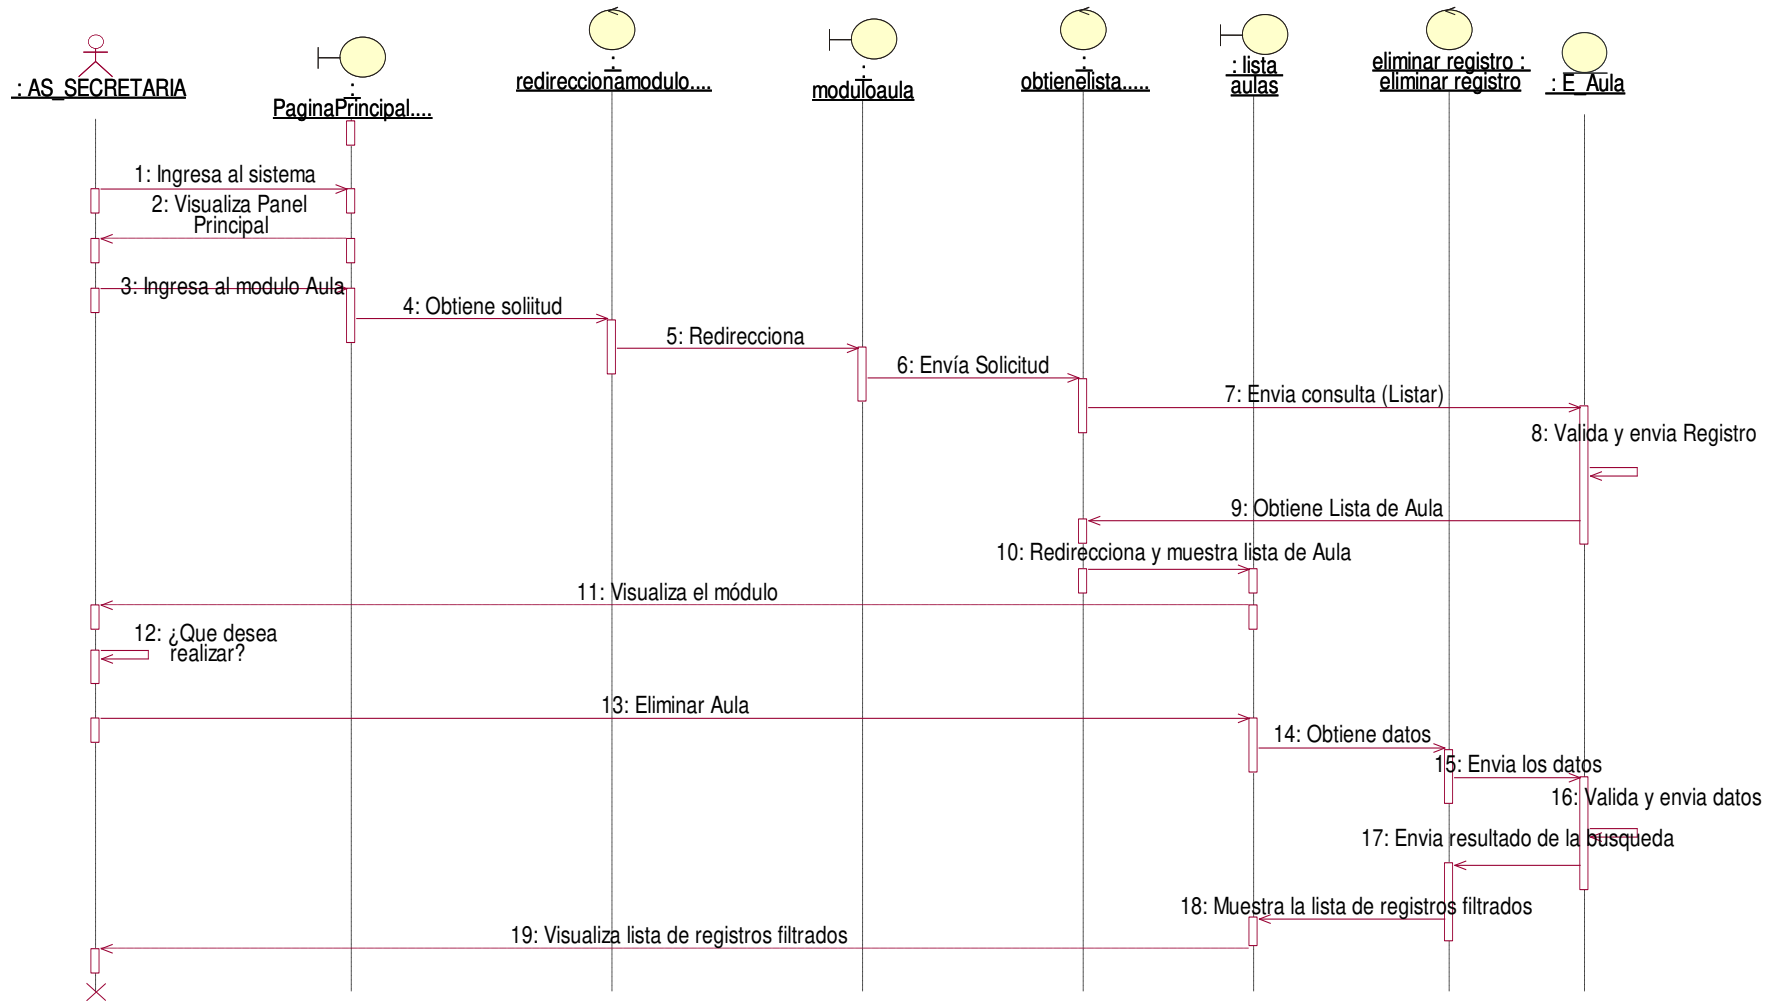 : AS_SECRETARIA
:
PaginaPrincipal....
:
redireccionamodulo....
:
moduloaula
:
obtienelista.....
: lista
aulas
eliminar registro :
eliminar registro
: E_Aula
1: Ingresa al sistema
2: Visualiza Panel
Principal
3: Ingresa al modulo Aula
4: Obtiene soliitud
5: Redirecciona
6: Envía Solicitud
7: Envia consulta (Listar)
8: Valida y envia Registro
9: Obtiene Lista de Aula
10: Redirecciona y muestra lista de Aula
11: Visualiza el módulo
12: ¿Que desea
realizar?
13: Eliminar Aula
14: Obtiene datos
15: Envia los datos
16: Valida y envia datos
17: Envia resultado de la busqueda
18: Muestra la lista de registros filtrados
19: Visualiza lista de registros filtrados